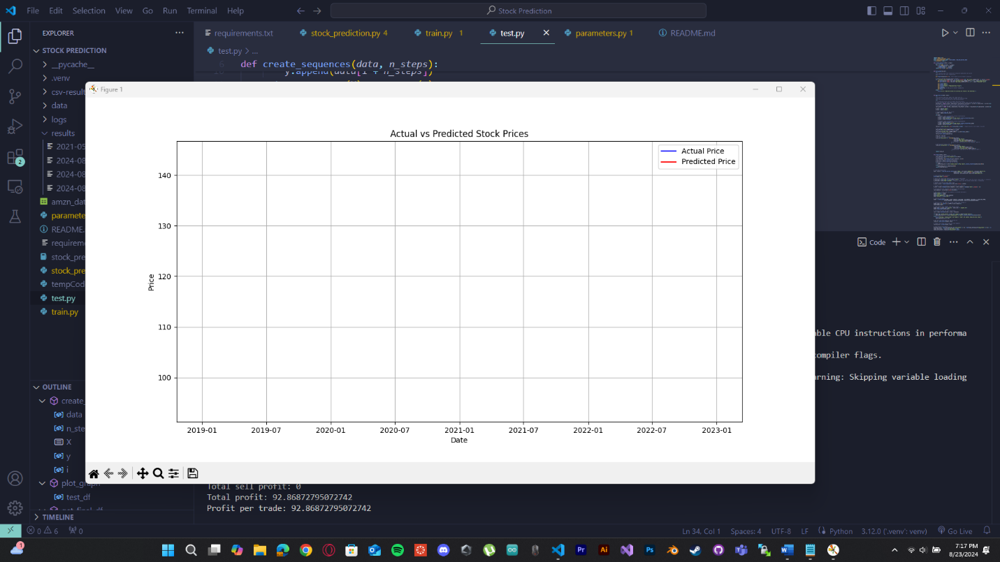 File Edit Selection View Go Run Terminal Help
Stock Prediction
EXPLORER
requirements.txt
stock_prediction.py 4
train.py 1
test.py
parameters.py 1
README.md
STOCK PREDICTION
test.py > ...
__pycache__
6 def create_sequences(data, n_steps):
.venv
csv-result
data
logs
results
2021-05
2024-08
2024-08
2024-08
amzn_dat
paramete
README.
requirem
stock_pre
stock_pre
tempCod
test.py
train.py
Figure 1
Actual vs Predicted Stock Prices
Actual Price
Predicted Price
140
130
120
110
100
Price
2019-01 2019-07 2020-01 2020-07 2021-01 2021-07 2022-01 2022-07 2023-01
Date
Code
able CPU instructions in performa
compiler flags.
arning: Skipping variable loading
OUTLINE
create_
data
n_ste
X
y
i
plot_graph
test_df
TIMELINE
Total sell profit: 0
Total profit: 92.86872795072742
Profit per trade: 92.86872795072742
2
0 6 0
Ln 34, Col 1 Spaces: 4 UTF-8 LF Python 3.12.0 ('.venv': venv) Go Live
1
7:17 PM
8/23/2024